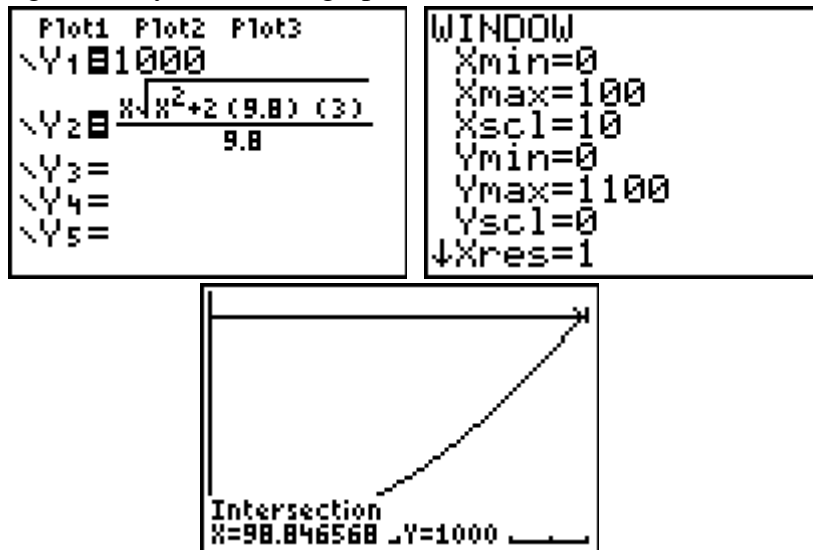 Plot1 Plot2 Plot3
\Y1=1000
\Y2=X√X²+2(9.8)(3)
9.8
\Y3=
\Y4=
\Y5=
WINDOW
Xmin=0
Xmax=100
Xscl=10
Ymin=0
Ymax=1100
Yscl=0
↓Xres=1
Intersection
X=98.846568 Y=1000